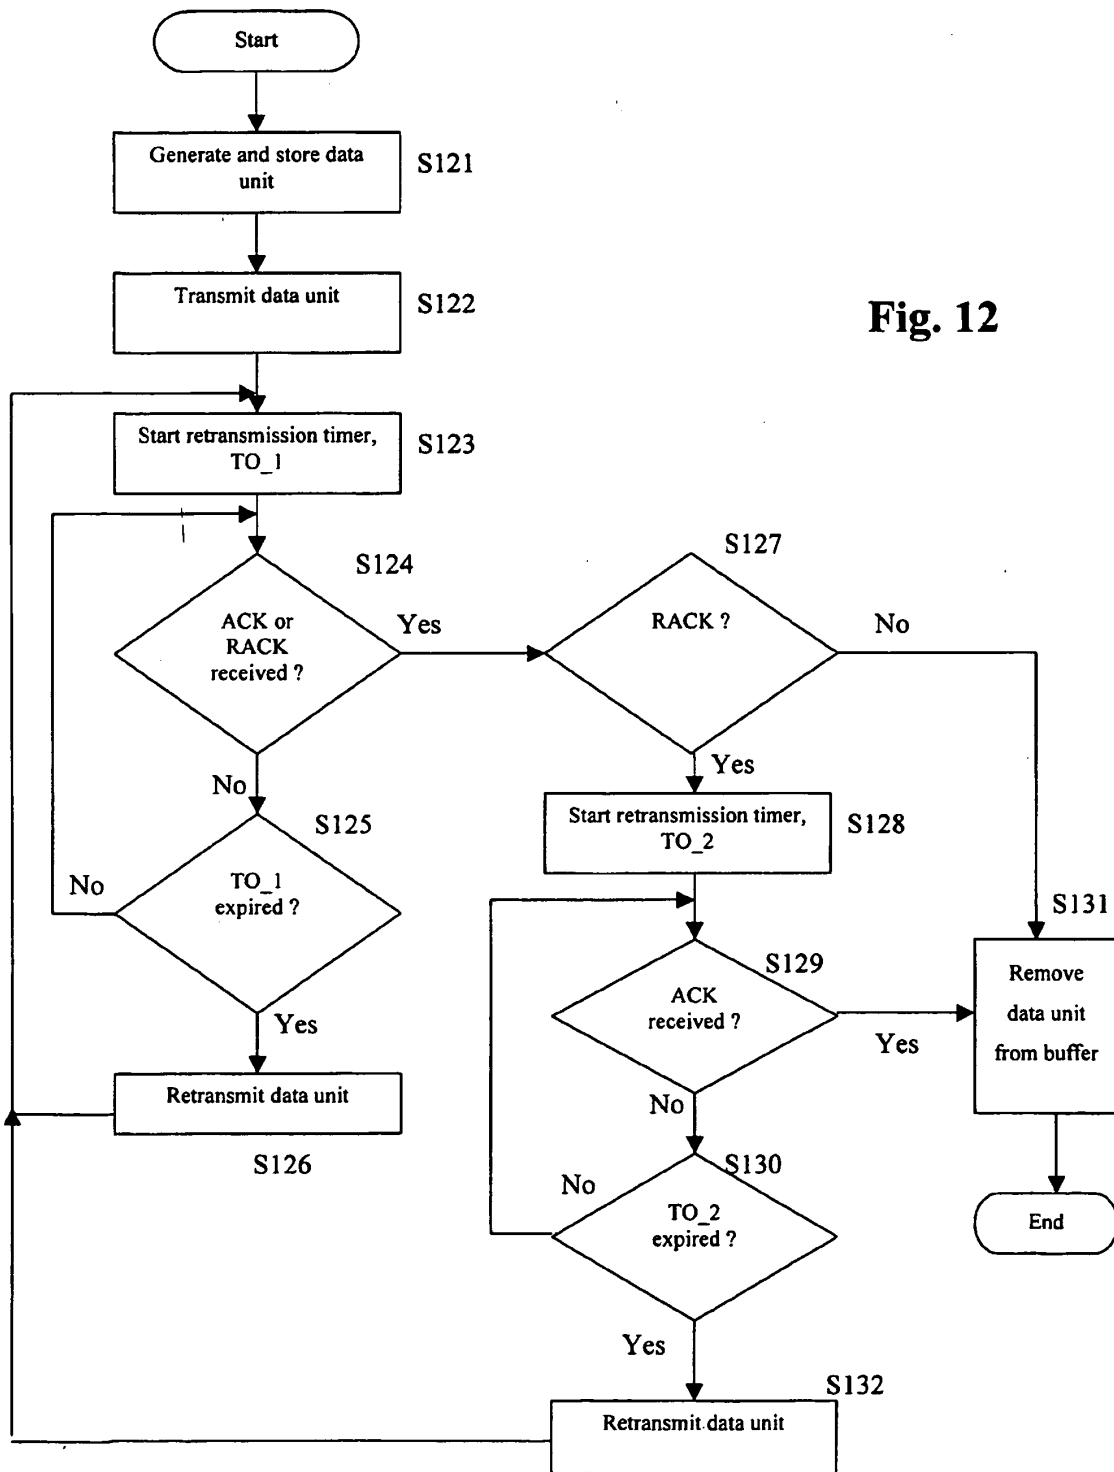 Start
Generate and store data
unit
S121
Transmit data unit
S122
Fig. 12
Start retransmission timer,
TO_1
S123
S124
ACK or
RACK
received ?
Yes
S127
RACK ?
No
No
Yes
S125
TO_1
expired ?
No
Start retransmission timer,
TO_2
S128
Yes
S129
ACK
received ?
Yes
S131
Remove
data unit
from buffer
Retransmit data unit
S126
No
S130
TO_2
expired ?
No
End
Yes
S132
Retransmit data unit